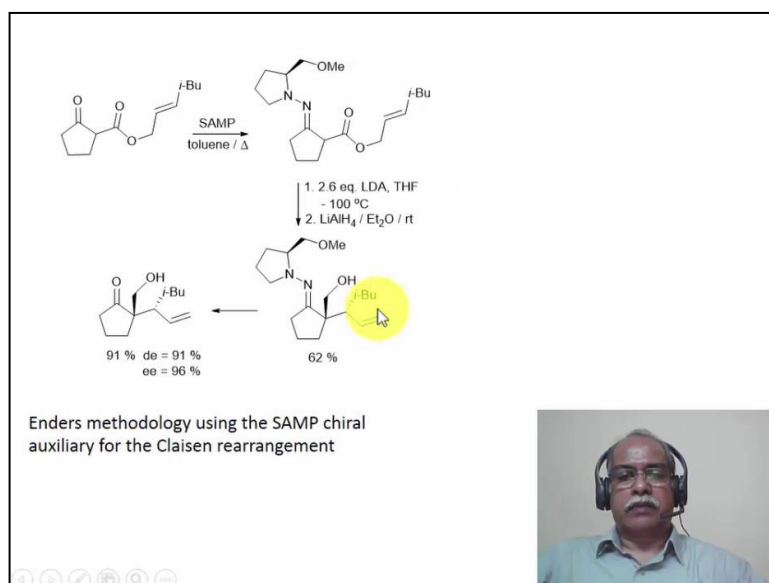 i-Bu
O
O
O
SAMP
toluene / Δ
OMe
N
N
i-Bu
O
O
1. 2.6 eq. LDA, THF
- 100 ºC
2. LiAlH₄ / Et₂O / rt
OMe
N
N
OH
i-Bu
62 %
O
OH
i-Bu
91 % de = 91 %
ee = 96 %
Enders methodology using the SAMP chiral
auxiliary for the Claisen rearrangement